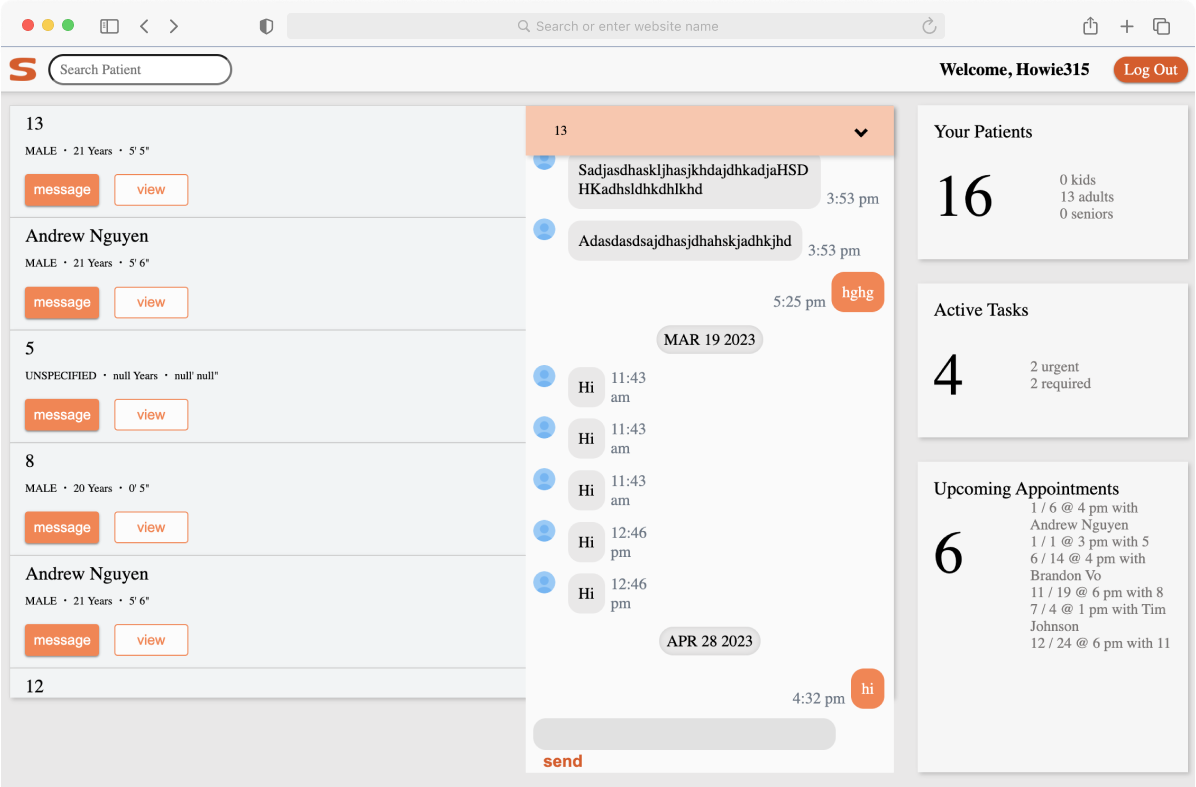 Search or enter website name
S
Search Patient
Welcome, Howie315
Log Out
13
MALE · 21 Years · 5' 5"
message
view
Andrew Nguyen
MALE · 21 Years · 5' 6"
message
view
5
UNSPECIFIED · null Years · null' null"
message
view
8
MALE · 20 Years · 0' 5"
message
view
Andrew Nguyen
MALE · 21 Years · 5' 6"
message
view
12
13
SadjasdhaskljhasjkhdajdhkadjaHSD
HKadhsldhkdhlkhd
3:53 pm
Adasdasdsajdhasjdhahskjadhkjhd
3:53 pm
5:25 pm
hghg
MAR 19 2023
Hi
11:43
am
Hi
11:43
am
Hi
11:43
am
Hi
12:46
pm
Hi
12:46
pm
APR 28 2023
4:32 pm
hi
send
Your Patients
16
0 kids
13 adults
0 seniors
Active Tasks
4
2 urgent
2 required
Upcoming Appointments
6
1 / 6 @ 4 pm with
Andrew Nguyen
1 / 1 @ 3 pm with 5
6 / 14 @ 4 pm with
Brandon Vo
11 / 19 @ 6 pm with 8
7 / 4 @ 1 pm with Tim
Johnson
12 / 24 @ 6 pm with 11